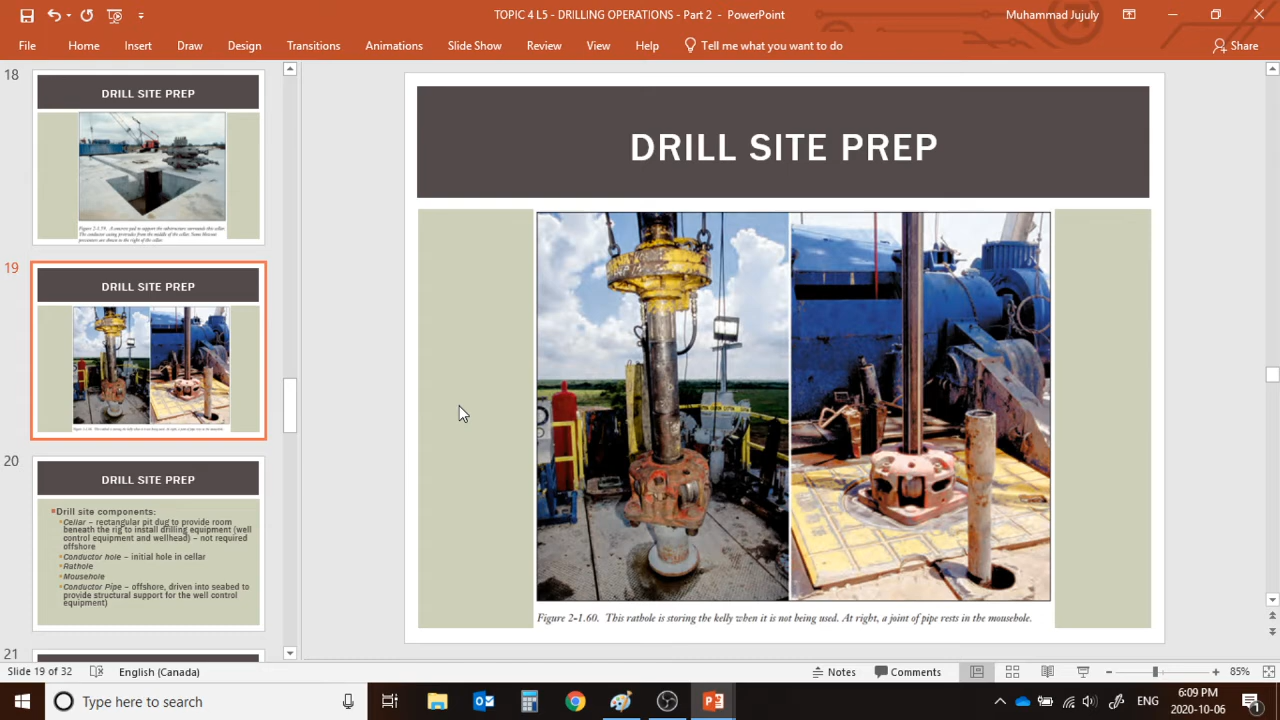 TOPIC 4 L5 - DRILLING OPERATIONS - Part 2 - PowerPoint
Muhammad Jujuly
File Home Insert Draw Design Transitions Animations Slide Show Review View Help Tell me what you want to do Share
18
DRILL SITE PREP
19
DRILL SITE PREP
20
DRILL SITE PREP
Drill site components:
Cellar – rectangular pit dug to provide room
beneath the rig to install drilling equipment (well
control equipment and wellhead) – not required
offshore
Conductor hole – initial hole in cellar
Rathole
Mousehole
Conductor Pipe – offshore, driven into seabed to
provide structural support for the well control
equipment)
21
DRILL SITE PREP
Figure 2-1.60. This rathole is storing the kelly when it is not being used. At right, a joint of pipe rests in the mousehole.
Slide 19 of 32 English (Canada) Notes Comments 85%
Type here to search
ENG
6:09 PM
2020-10-06
1